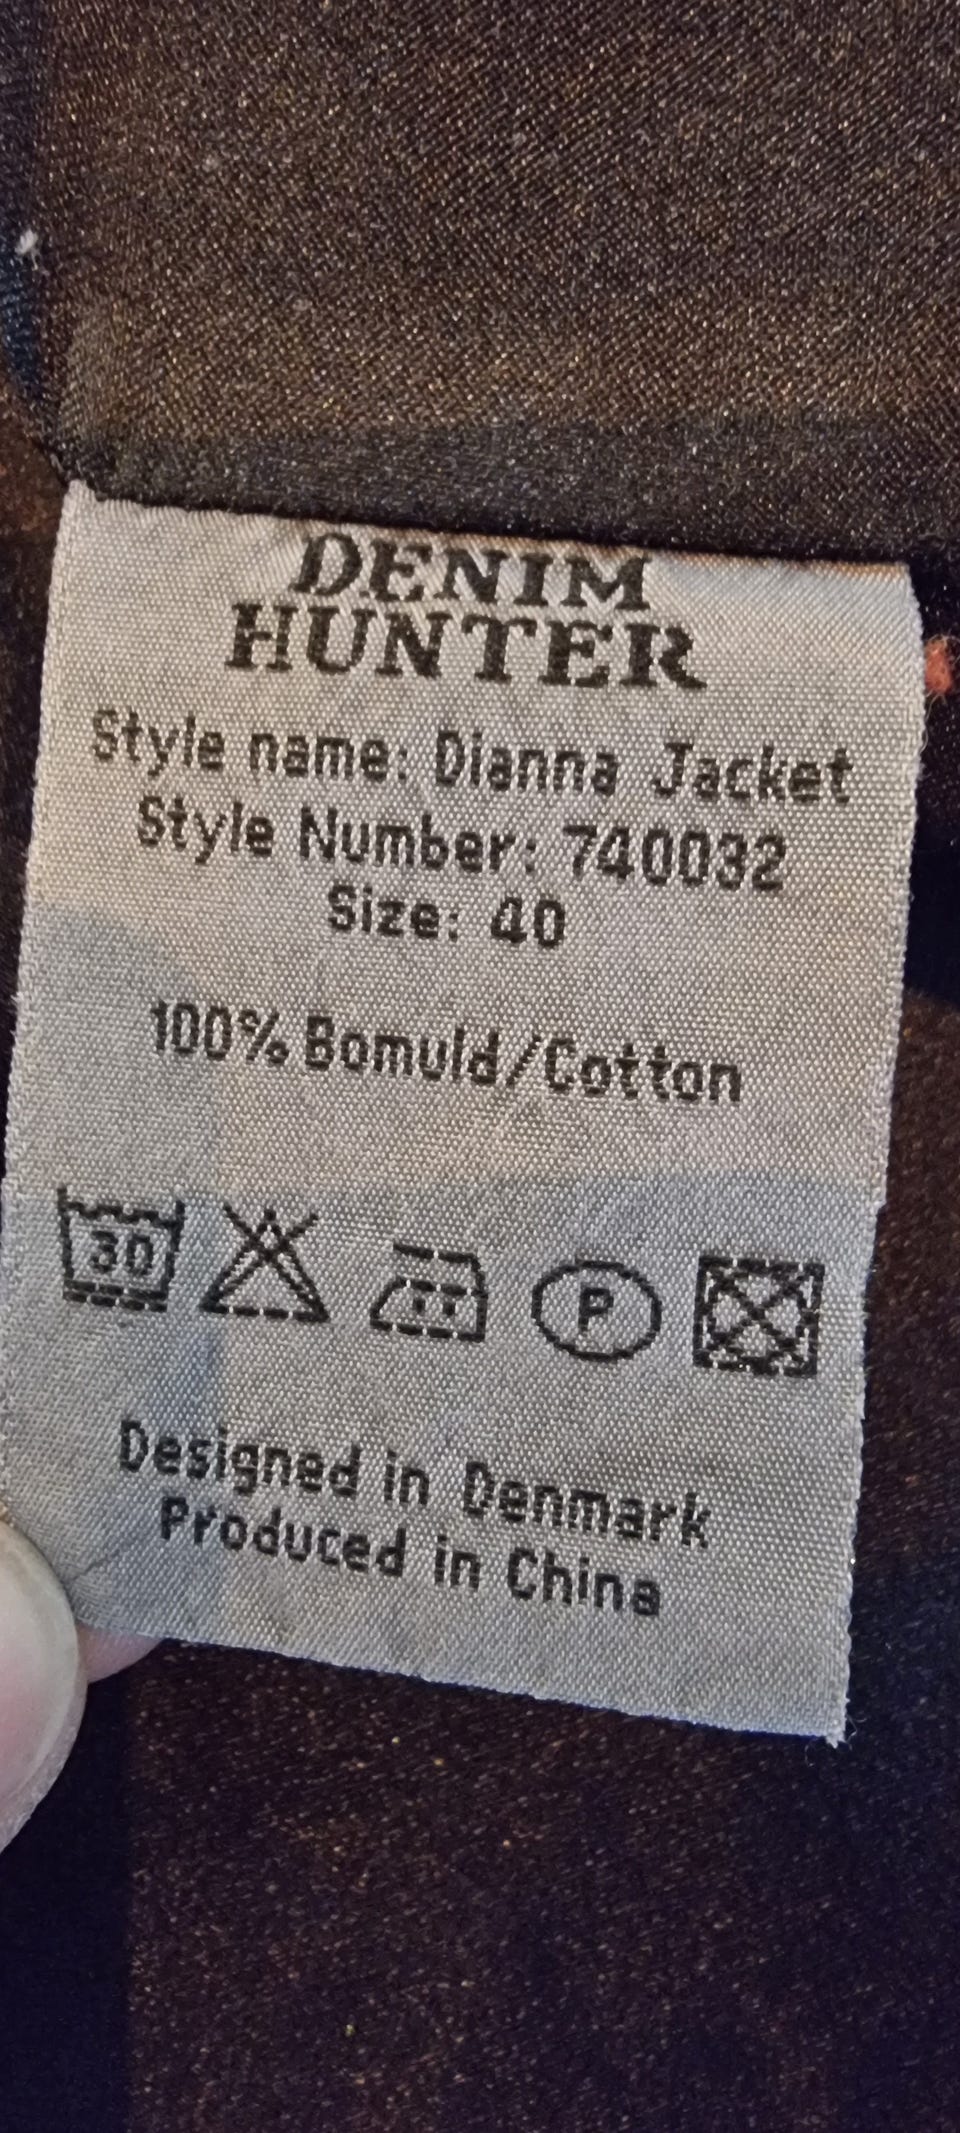 DENIM
HUNTER
Style name: Dianna Jacket
Style Number: 740032
Size: 40
100% Bomuld/Cotton
30 P
Designed in Denmark
Produced in China